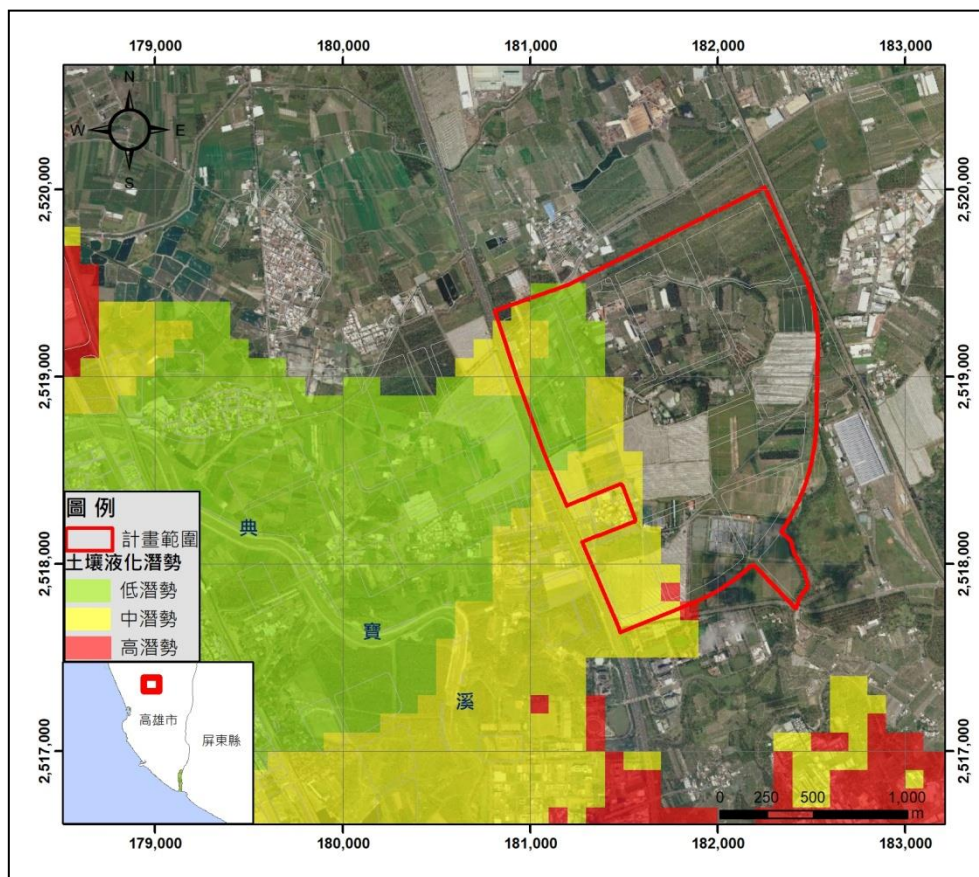 179,000 180,000 181,000 182,000 183,000
N
W E
S
2,520,000 2,520,000
2,519,000 2,519,000
2,518,000 2,518,000
2,517,000 2,517,000
典
寶
溪
圖 例
計畫範圍
土壤液化潛勢
低潛勢
中潛勢
高潛勢
高雄市
屏東縣
0 250 500 1,000
m
179,000 180,000 181,000 182,000 183,000